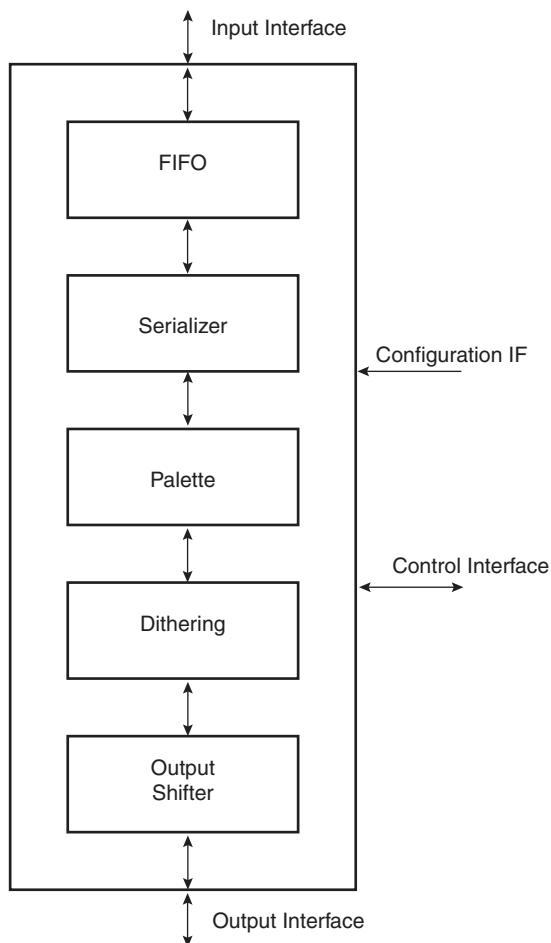 Input Interface
FIFO
Serializer
Configuration IF
Palette
Control Interface
Dithering
Output
Shifter
Output Interface